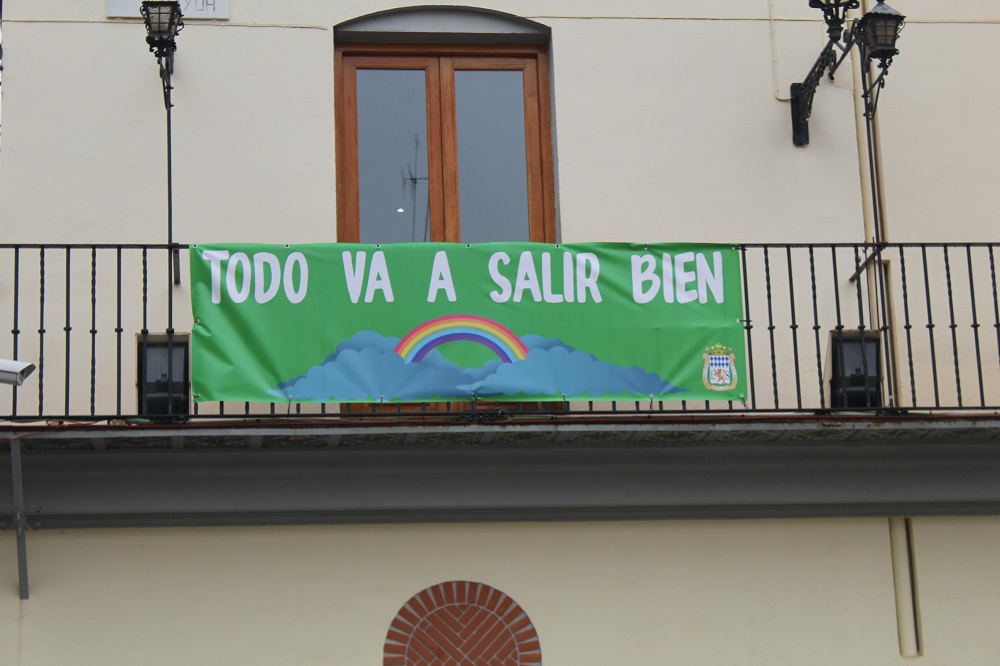 TODO VA A SALIR BIEN